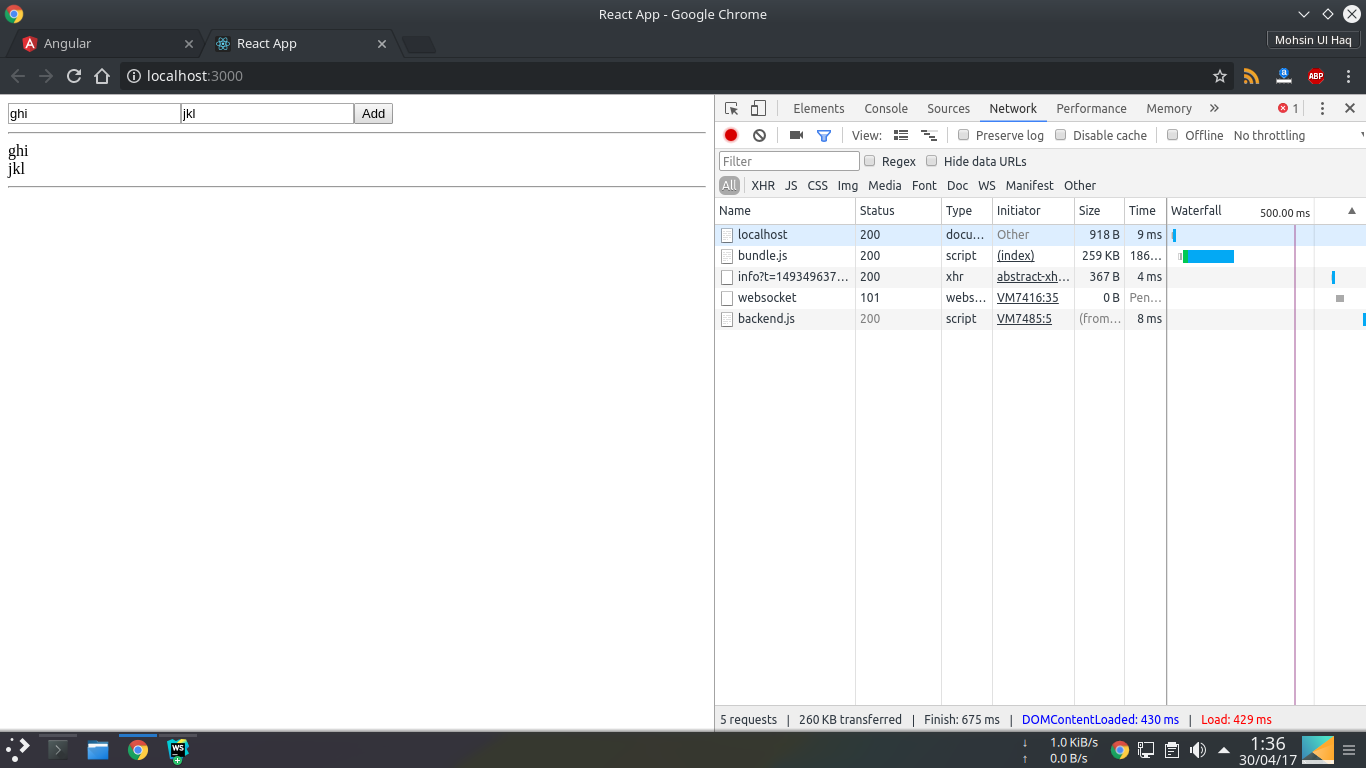 React App - Google Chrome
Angular
React App
Mohsin Ul Haq
localhost:3000
ghi jkl Add
ghi
jkl
Elements Console Sources Network Performance Memory 1
View: Preserve log Disable cache Offline No throttling
Filter Regex Hide data URLs
All XHR JS CSS Img Media Font Doc WS Manifest Other
Name Status Type Initiator Size Time Waterfall 500.00 ms
localhost 200 docu... Other 918 B 9 ms
bundle.js 200 script (index) 259 KB 186...
info?t=149349637... 200 xhr abstract-xh... 367 B 4 ms
websocket 101 webs... VM7416:35 0 B Pen...
backend.js 200 script VM7485:5 (from... 8 ms
5 requests | 260 KB transferred | Finish: 675 ms | DOMContentLoaded: 430 ms | Load: 429 ms
WS
1.0 KiB/s
0.0 B/s
1:36
30/04/17
ABP
a